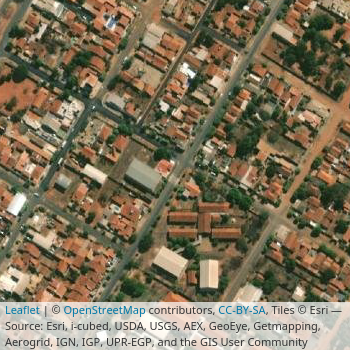 Leaflet | © OpenStreetMap contributors, CC-BY-SA, Tiles © Esri —
Source: Esri, i-cubed, USDA, USGS, AEX, GeoEye, Getmapping,
Aerogrid, IGN, IGP, UPR-EGP, and the GIS User Community